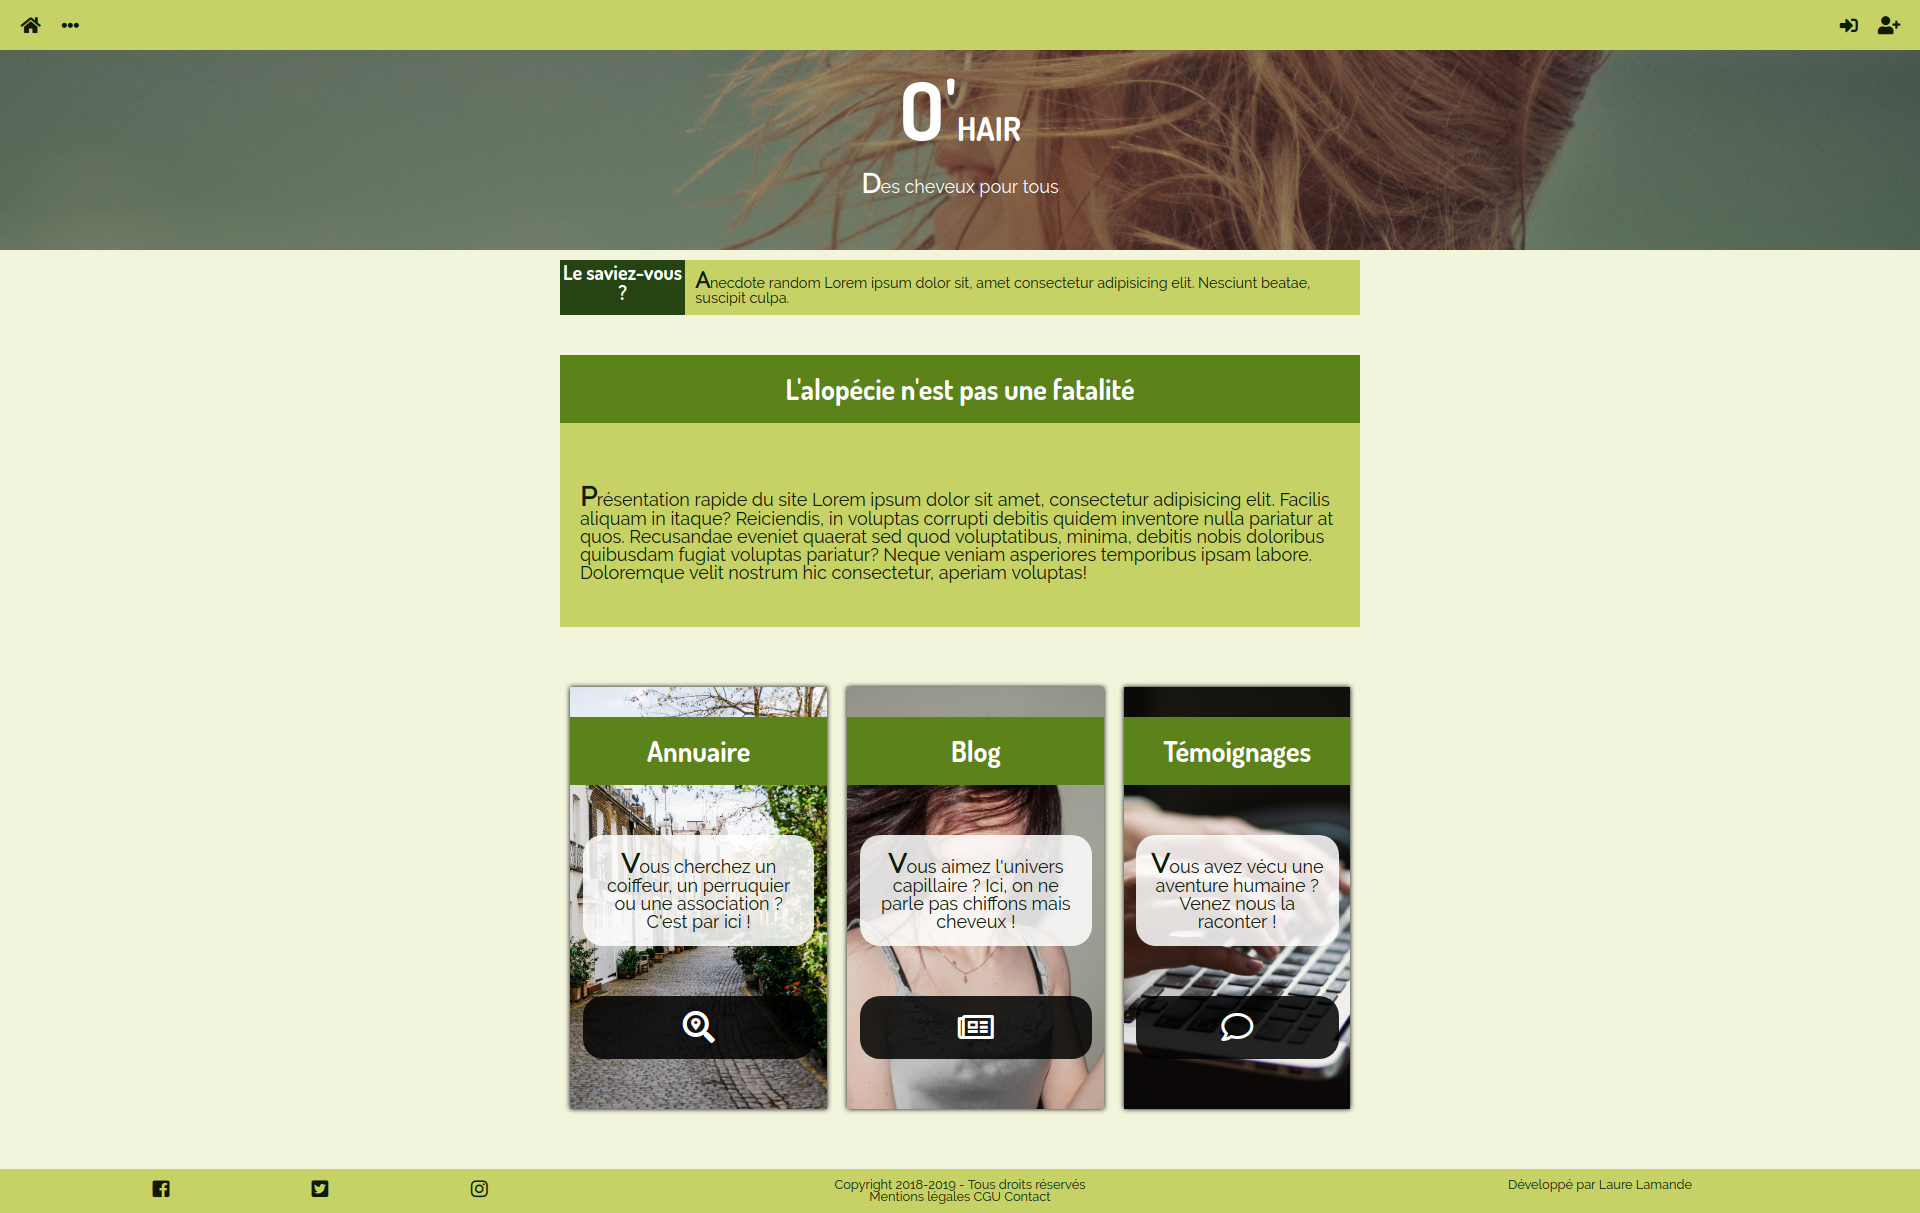 O' HAIR
Des cheveux pour tous
Le saviez-vous
?
Anecdote random Lorem ipsum dolor sit, amet consectetur adipisicing elit. Nesciunt beatae,
suscipit culpa.
L'alopécie n'est pas une fatalité
Présentation rapide du site Lorem ipsum dolor sit amet, consectetur adipisicing elit. Facilis
aliquam in itaque? Reiciendis, in voluptas corrupti debitis quidem inventore nulla pariatur at
quos. Recusandae eveniet quaerat sed quod voluptatibus, minima, debitis nobis doloribus
quibusdam fugiat voluptas pariatur? Neque veniam asperiores temporibus ipsam labore.
Doloremque velit nostrum hic consectetur, aperiam voluptas!
Annuaire
Vous cherchez un
coiffeur, un perruquier
ou une association ?
C'est par ici !
Blog
Vous aimez l'univers
capillaire ? Ici, on ne
parle pas chiffons mais
cheveux !
Témoignages
Vous avez vécu une
aventure humaine ?
Venez nous la
raconter !
Copyright 2018-2019 - Tous droits réservés
Mentions légales CGU Contact
Développé par Laure Lamande